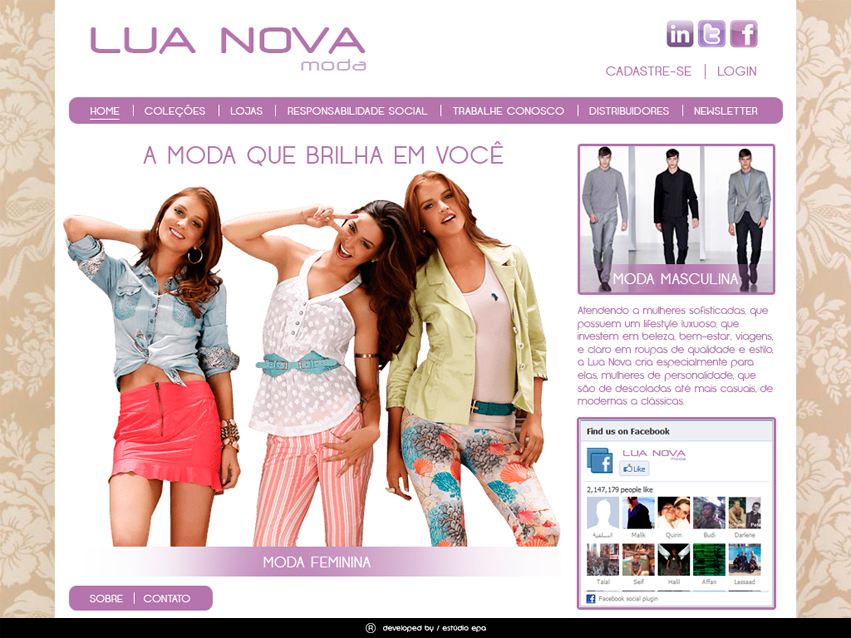 LUA NOVA
moda
in t f
CADASTRE-SE | LOGIN
HOME | COLEÇÕES | LOJAS | RESPONSABILIDADE SOCIAL | TRABALHE CONOSCO | DISTRIBUIDORES | NEWSLETTER
A MODA QUE BRILHA EM VOCÊ
MODA MASCULINA
Atendendo a mulheres sofisticadas, que
possuem um lifestyle luxuoso, que
investem em beleza, bem-estar, viagens,
e claro em roupas de qualidade e estilo,
a Lua Nova cria especialmente para
elas, mulheres de personalidade, que
são de descoladas até mais casuais, de
modernas a clássicas.
Find us on Facebook
LUA NOVA
moda
Like
2,147,179 people like
السلفية Malik Quirin Budi Darlene
Talal Seif Halil Affan Lessaad
Facebook social plugin
MODA FEMININA
SOBRE | CONTATO
® developed by / estúdio epa